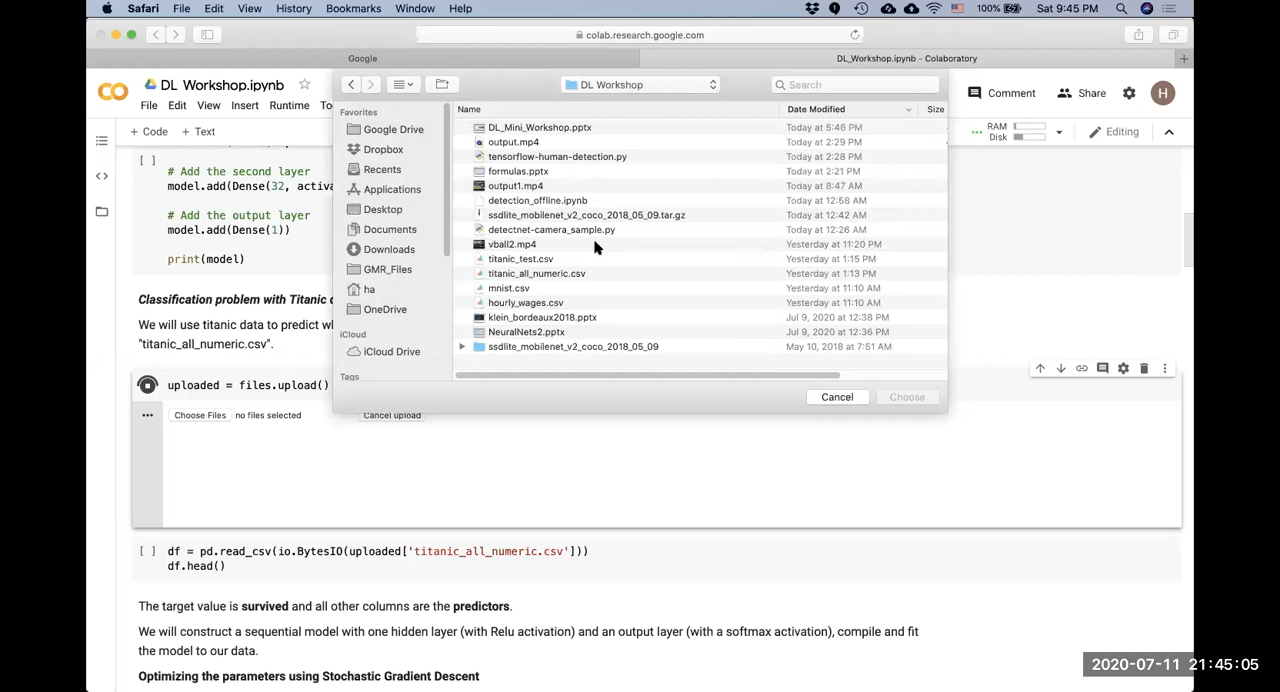 Safari File Edit View History Bookmarks Window Help 100% Sat 9:45 PM
colab.research.google.com
Google DL_Workshop.ipynb - Colaboratory
DL Workshop.ipynb
File Edit View Insert Runtime To
Comment Share H
+ Code + Text
RAM
Disk
Editing
DL Workshop
Search
Favorites
Google Drive
Dropbox
Recents
Applications
Desktop
Documents
Downloads
GMR_Files
ha
OneDrive
iCloud
iCloud Drive
Tags
Name Date Modified Size
DL_Mini_Workshop.pptx Today at 5:46 PM
output.mp4 Today at 2:29 PM
tensorflow-human-detection.py Today at 2:28 PM
formulas.pptx Today at 2:21 PM
output1.mp4 Today at 8:47 AM
detection_offline.ipynb Today at 12:58 AM
ssdlite_mobilenet_v2_coco_2018_05_09.tar.gz Today at 12:42 AM
detectnet-camera_sample.py Today at 12:26 AM
vball2.mp4 Yesterday at 11:20 PM
titanic_test.csv Yesterday at 1:15 PM
titanic_all_numeric.csv Yesterday at 1:13 PM
mnist.csv Yesterday at 11:10 AM
hourly_wages.csv Yesterday at 11:10 AM
klein_bordeaux2018.pptx Jul 9, 2020 at 12:38 PM
NeuralNets2.pptx Jul 9, 2020 at 12:36 PM
ssdlite_mobilenet_v2_coco_2018_05_09 May 10, 2018 at 7:51 AM
Cancel Choose
[ ]
# Add the second layer
model.add(Dense(32, activa
# Add the output layer
model.add(Dense(1))
print(model)
Classification problem with Titanic d
We will use titanic data to predict wh
"titanic_all_numeric.csv".
uploaded = files.upload()
Choose Files no files selected Cancel upload
[ ] df = pd.read_csv(io.BytesIO(uploaded['titanic_all_numeric.csv']))
df.head()
The target value is survived and all other columns are the predictors.
We will construct a sequential model with one hidden layer (with Relu activation) and an output layer (with a softmax activation), compile and fit
the model to our data.
Optimizing the parameters using Stochastic Gradient Descent
2020-07-11 21:45:05